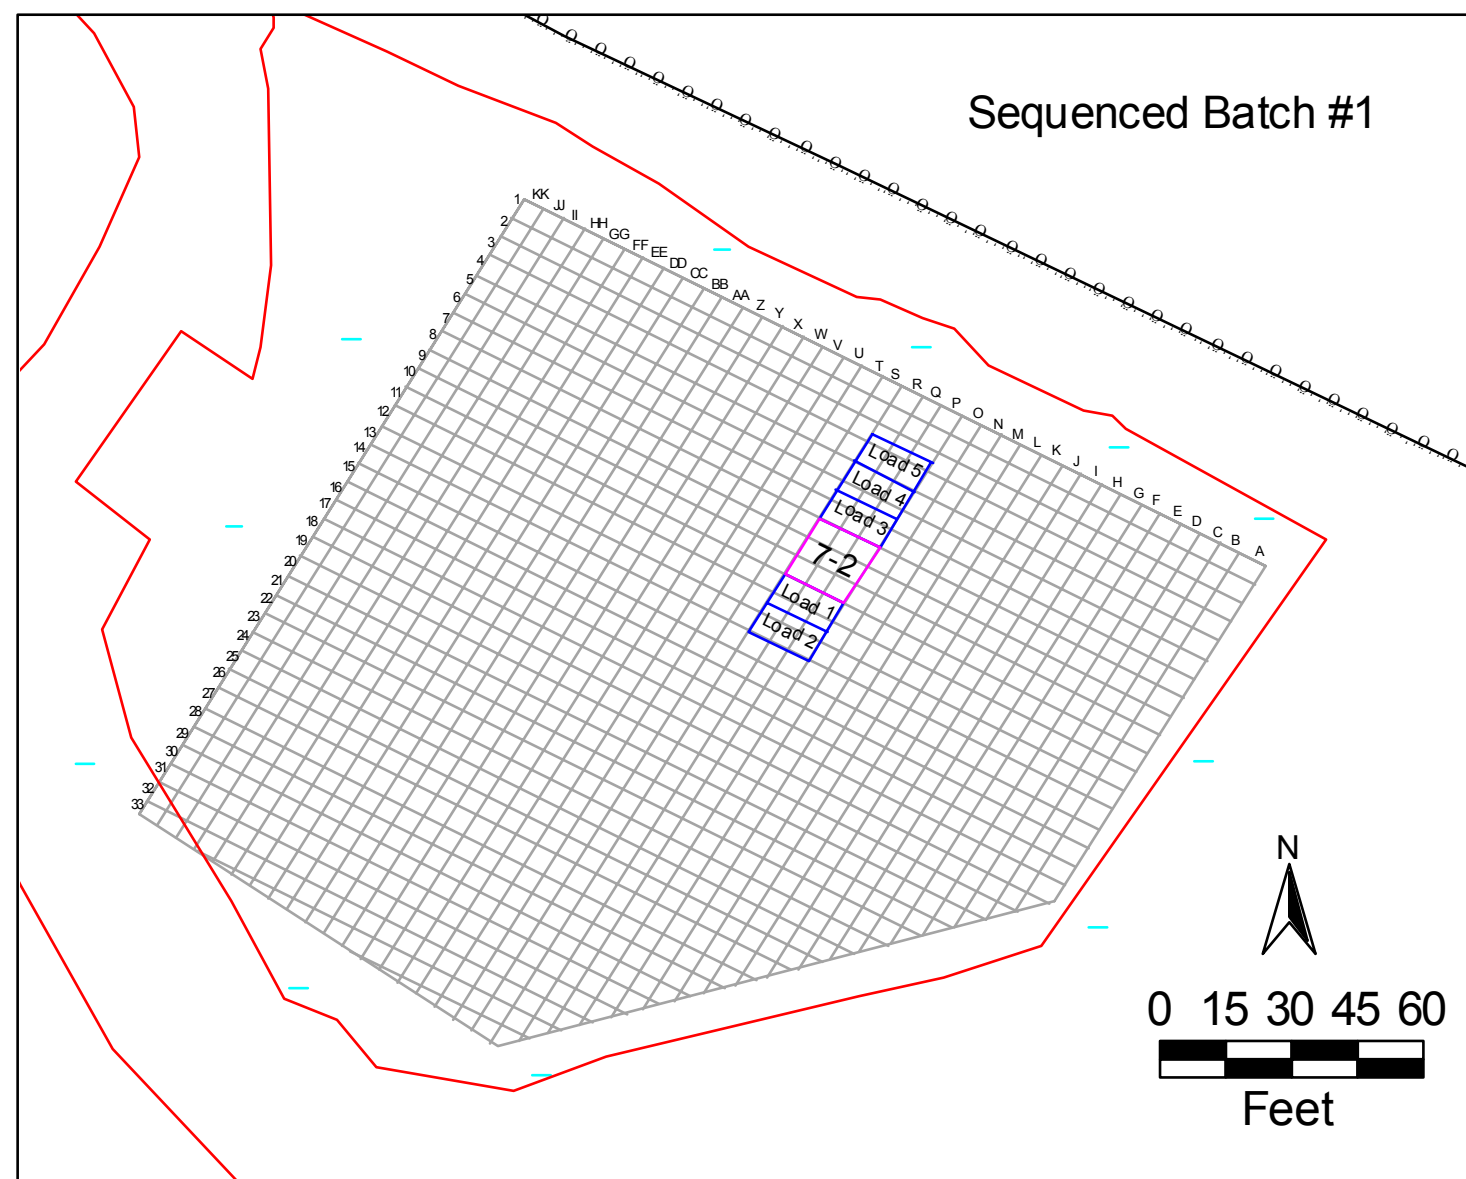 Sequenced Batch #1
KK
JJ
II
HH
GG
FF
EE
DD
CC
BB
AA
Z
Y
X
W
V
U
T
S
R
Q
P
O
N
M
L
K
J
I
H
G
F
E
D
C
B
A
1
2
3
4
5
6
7
8
9
10
11
12
13
14
15
16
17
18
19
20
21
22
23
24
25
26
27
28
29
30
31
32
33
Load 5
Load 4
Load 3
7-2
Load 1
Load 2
N
0 15 30 45 60
Feet